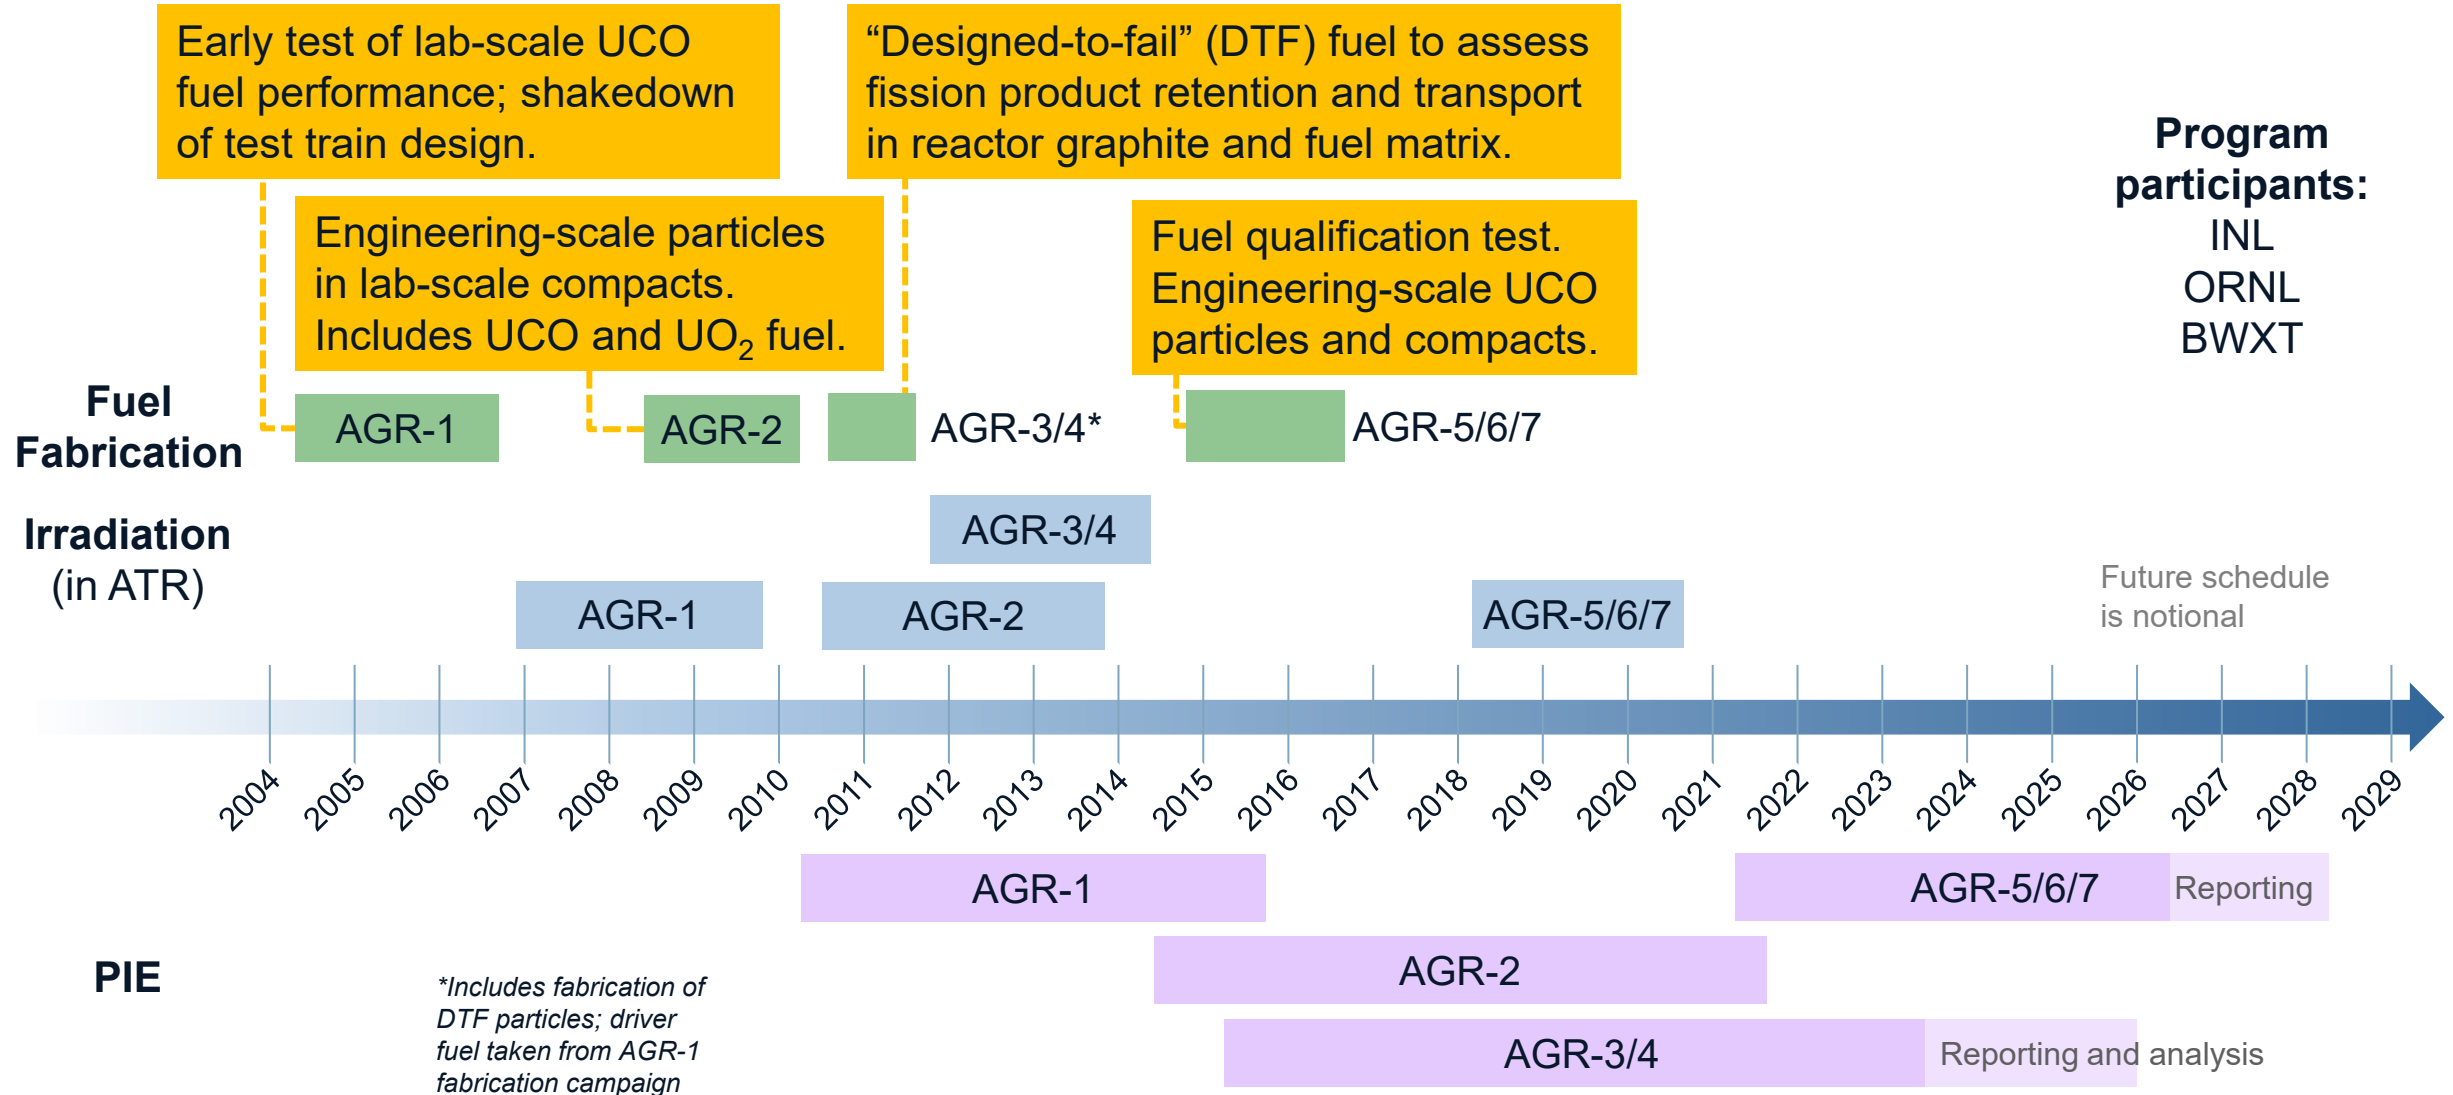 Early test of lab-scale UCO
fuel performance; shakedown
of test train design.
“Designed-to-fail” (DTF) fuel to assess
fission product retention and transport
in reactor graphite and fuel matrix.
Program
participants:
INL
ORNL
BWXT
Engineering-scale particles
in lab-scale compacts.
Includes UCO and UO₂ fuel.
Fuel qualification test.
Engineering-scale UCO
particles and compacts.
Fuel
Fabrication
AGR-1
AGR-2
AGR-3/4*
AGR-5/6/7
Irradiation
(in ATR)
AGR-3/4
AGR-1
AGR-2
AGR-5/6/7
Future schedule
is notional
2004
2005
2006
2007
2008
2009
2010
2011
2012
2013
2014
2015
2016
2017
2018
2019
2020
2021
2022
2023
2024
2025
2026
2027
2028
2029
PIE
AGR-1
AGR-5/6/7
Reporting
AGR-2
AGR-3/4
Reporting and analysis
*Includes fabrication of
DTF particles; driver
fuel taken from AGR-1
fabrication campaign